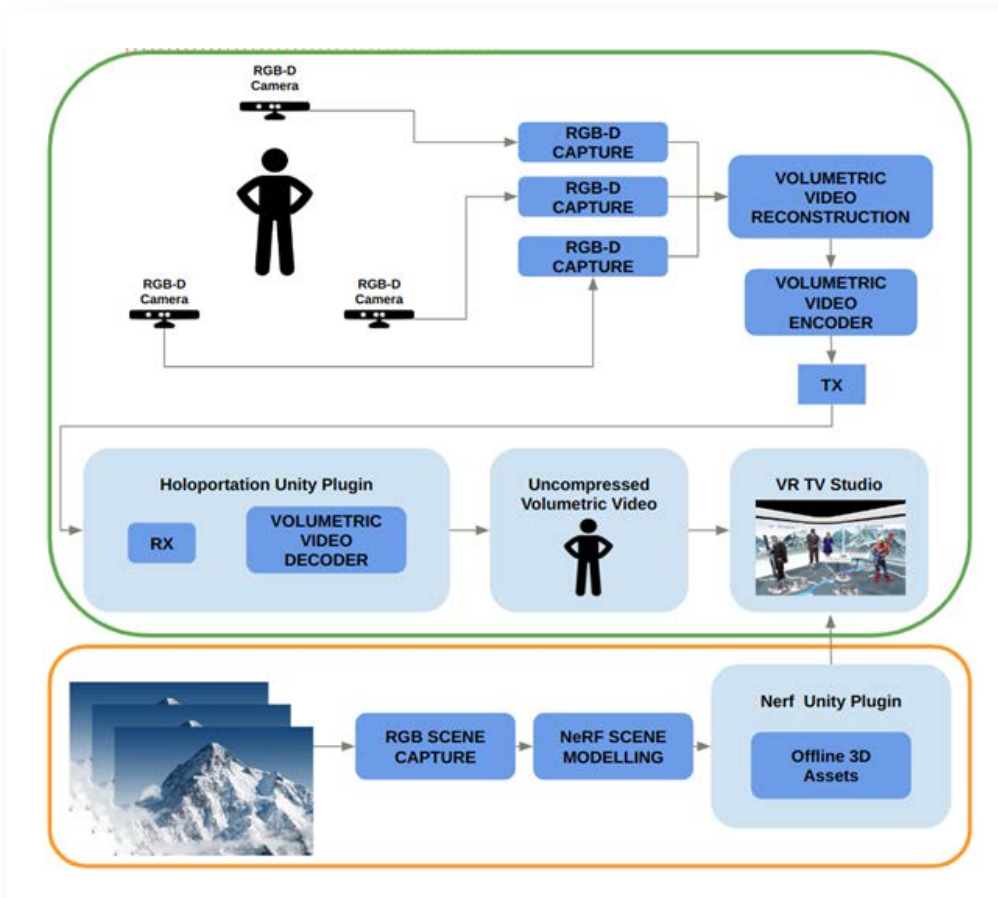 RGB-D
Camera
RGB-D
CAPTURE
RGB-D
CAPTURE
RGB-D
CAPTURE
VOLUMETRIC
VIDEO
RECONSTRUCTION
RGB-D
Camera
RGB-D
Camera
VOLUMETRIC
VIDEO
ENCODER
TX
Holoportation Unity Plugin
RX
VOLUMETRIC
VIDEO
DECODER
Uncompressed
Volumetric Video
VR TV Studio
RGB SCENE
CAPTURE
NeRF SCENE
MODELLING
Nerf Unity Plugin
Offline 3D
Assets